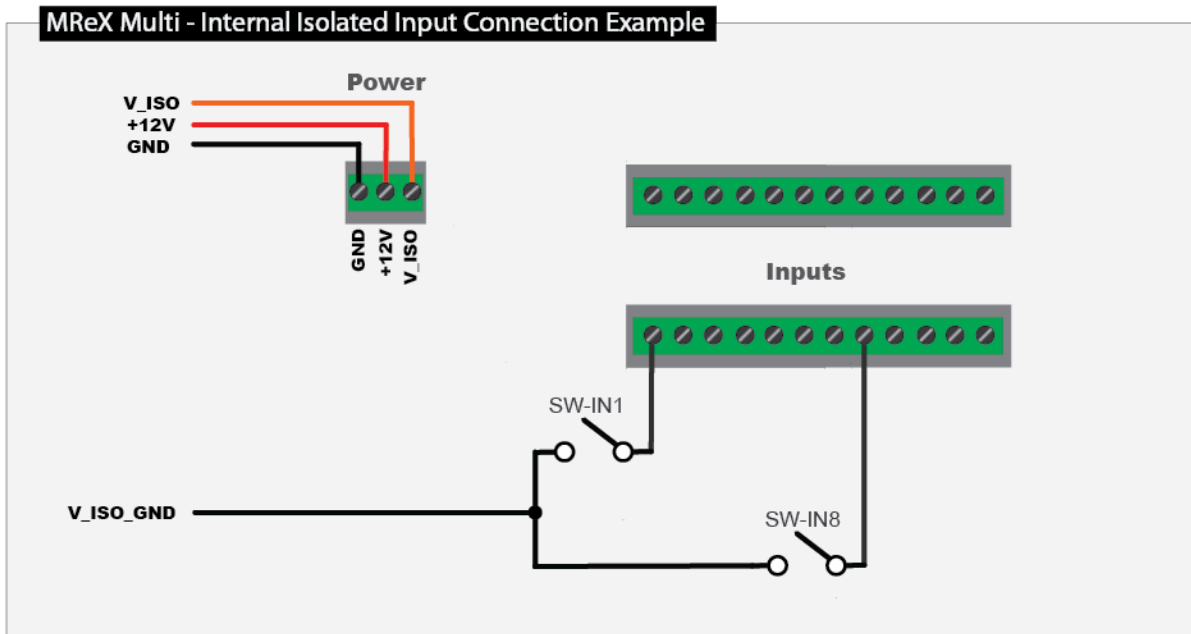 MReX Multi - Internal Isolated Input Connection Example
Power
V_ISO
+12V
GND
GND
+12V
V_ISO
Inputs
SW-IN1
V_ISO_GND
SW-IN8